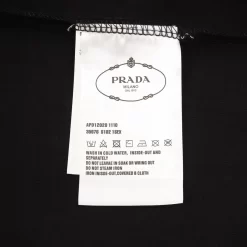 PRADA
MILANO
WASH IN COLD WATER, INSIDE-OUT AND
SEPARATELY
DO NOT LEAVE IN SOAK OR WRING OUT
DO NOT STEAM IRON
IRON INSIDE-OUT, COVERED A CLOTH